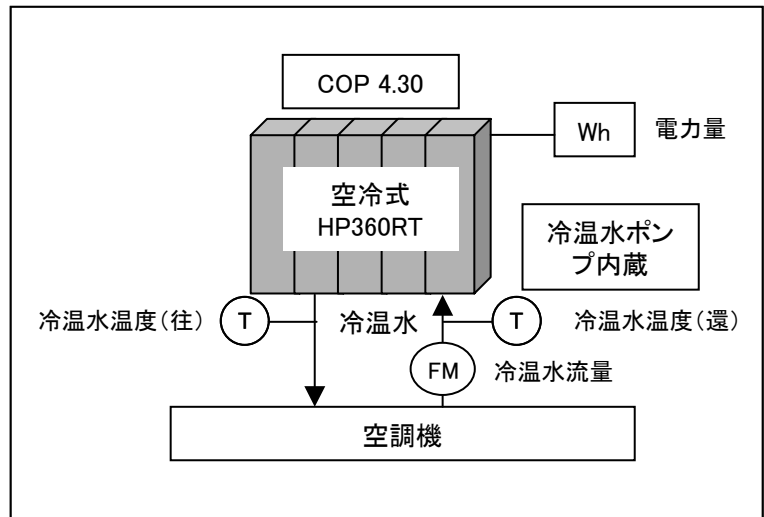 COP 4.30
Wh
電力量
空冷式
HP360RT
冷温水ポン
プ内蔵
冷温水温度(往)
T
冷温水
T
冷温水温度(還)
FM
冷温水流量
空調機